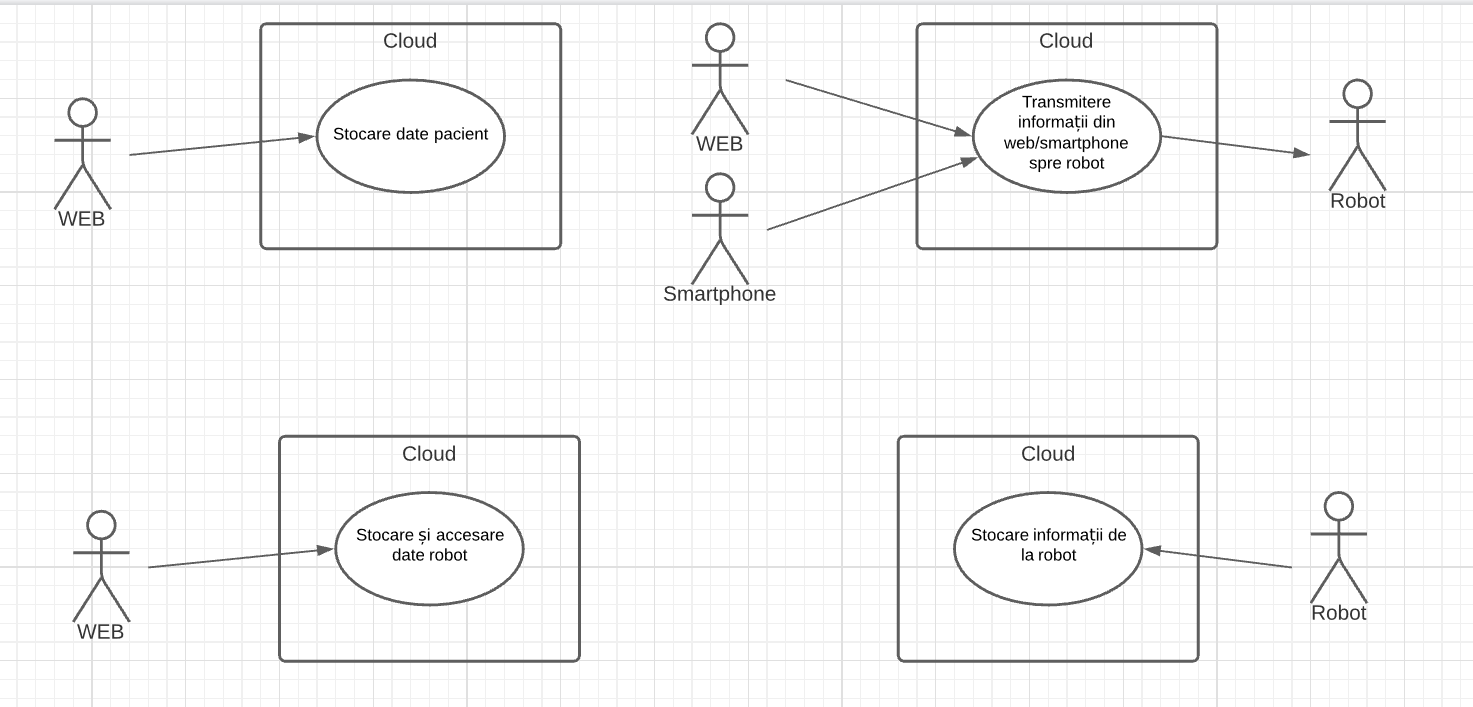 Cloud
Stocare date pacient
WEB
WEB
Smartphone
Cloud
Transmitere
informații din
web/smartphone
spre robot
Robot
Cloud
Stocare și accesare
date robot
WEB
Cloud
Stocare informații de
la robot
Robot